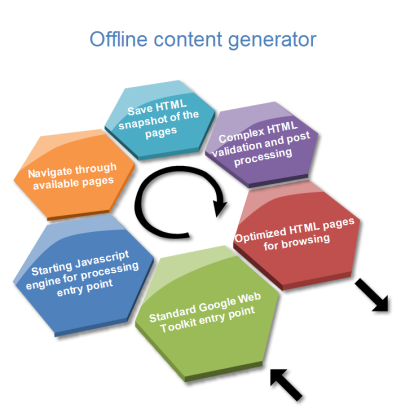 Offline content generator
Save HTML
snapshot of the
pages
Complex HTML
validation and post
processing
Navigate through
available pages
Optimized HTML pages
for browsing
Starting Javascript
engine for processing
entry point
Standard Google Web
Toolkit entry point